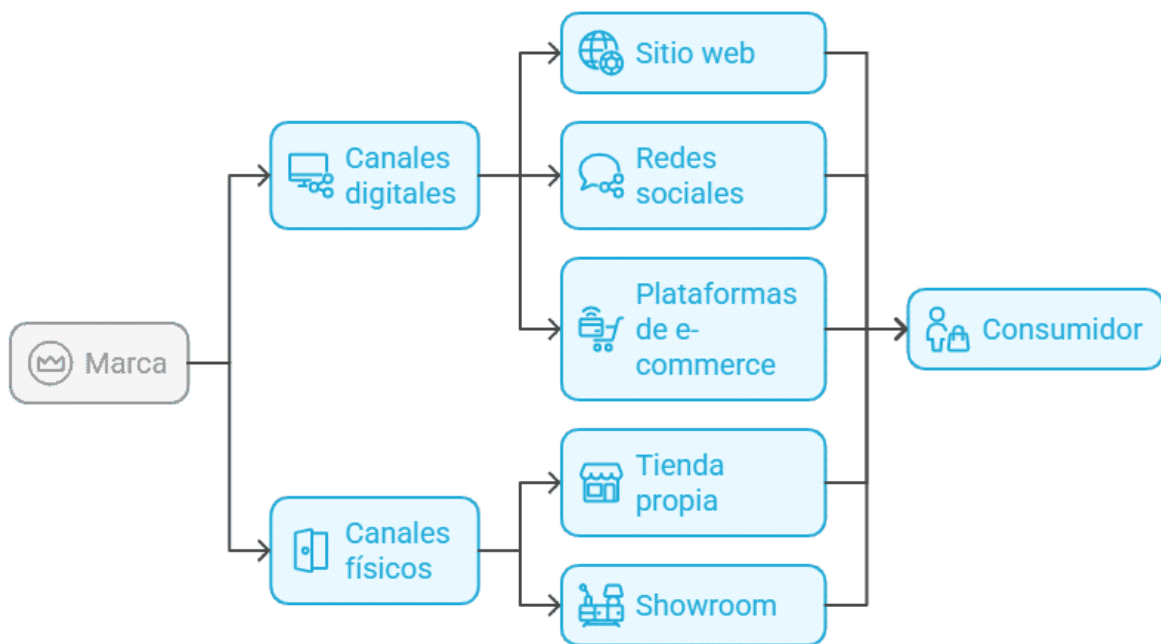 Marca
Canales
digitales
Canales
físicos
Sitio web
Redes
sociales
Plataformas
de e-
commerce
Tienda
propia
Showroom
Consumidor